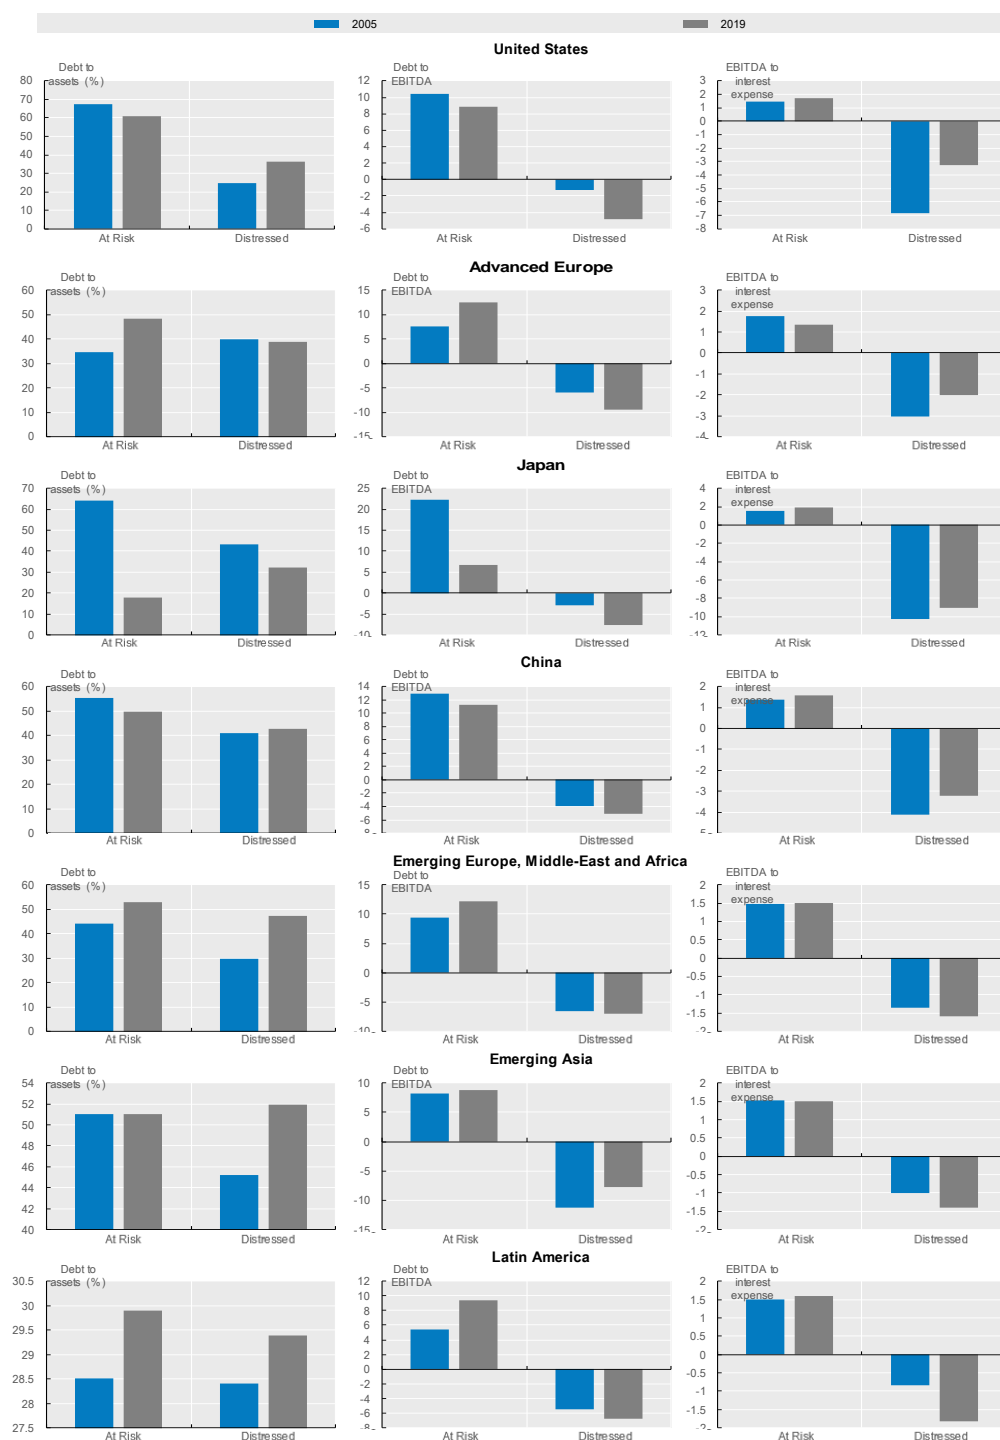 2005
2019
United States
Debt to
assets (%)
80
70
60
50
40
30
20
10
0
At Risk
Distressed
Debt to
EBITDA
12
10
8
6
4
2
0
-2
-4
-6
At Risk
Distressed
EBITDA to
interest
expense
3
2
1
0
-1
-2
-3
-4
-5
-6
-7
-8
At Risk
Distressed
Advanced Europe
Debt to
assets (%)
60
50
40
30
20
10
0
At Risk
Distressed
Debt to
EBITDA
15
10
5
0
-5
-10
-15
At Risk
Distressed
EBITDA to
interest
expense
3
2
1
0
-1
-2
-3
-4
At Risk
Distressed
Japan
Debt to
assets (%)
70
60
50
40
30
20
10
0
At Risk
Distressed
Debt to
EBITDA
25
20
15
10
5
0
-5
-10
At Risk
Distressed
EBITDA to
interest
expense
4
2
0
-2
-4
-6
-8
-10
-12
At Risk
Distressed
China
Debt to
assets (%)
60
50
40
30
20
10
0
At Risk
Distressed
Debt to
EBITDA
14
12
10
8
6
4
2
0
-2
-4
-6
-8
At Risk
Distressed
EBITDA to
interest
expense
2
1
0
-1
-2
-3
-4
-5
At Risk
Distressed
Emerging Europe, Middle-East and Africa
Debt to
assets (%)
60
50
40
30
20
10
0
At Risk
Distressed
Debt to
EBITDA
15
10
5
0
-5
-10
At Risk
Distressed
EBITDA to
interest
expense
2
1.5
1
0.5
0
-0.5
-1
-1.5
-2
At Risk
Distressed
Emerging Asia
Debt to
assets (%)
54
52
50
48
46
44
42
40
At Risk
Distressed
Debt to
EBITDA
10
5
0
-5
-10
-15
At Risk
Distressed
EBITDA to
interest
expense
2
1.5
1
0.5
0
-0.5
-1
-1.5
-2
At Risk
Distressed
Latin America
Debt to
assets (%)
30.5
30
29.5
29
28.5
28
27.5
At Risk
Distressed
Debt to
EBITDA
12
10
8
6
4
2
0
-2
-4
-6
-8
At Risk
Distressed
EBITDA to
interest
expense
2
1.5
1
0.5
0
-0.5
-1
-1.5
-2
At Risk
Distressed